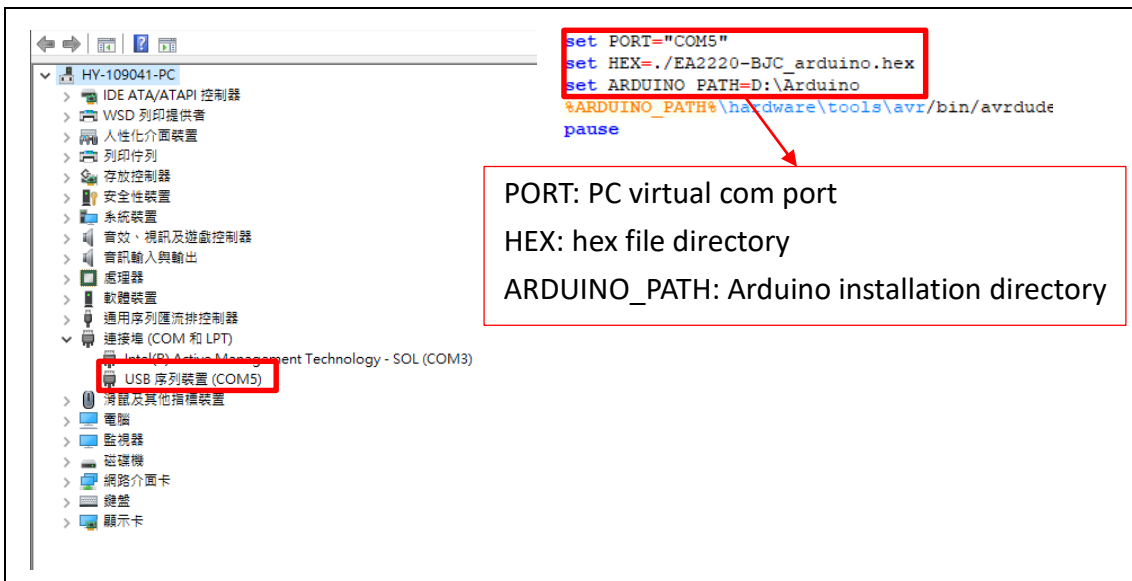 HY-109041-PC
IDE ATA/ATAPI 控制器
WSD 列印提供者
人性化介面裝置
列印佇列
存放控制器
安全性裝置
系統裝置
音效、視訊及遊戲控制器
音訊輸入與輸出
處理器
軟體裝置
通用序列匯流排控制器
連接埠 (COM 和 LPT)
Intel(R) Active Management Technology - SOL (COM3)
USB 序列裝置 (COM5)
滑鼠及其他指標裝置
電腦
監視器
磁碟機
網路介面卡
鍵盤
顯示卡
set PORT="COM5"
set HEX=./EA2220-BJC_arduino.hex
set ARDUINO_PATH=D:\Arduino
%ARDUINO_PATH%\hardware\tools\avr/bin/avrdude
pause
PORT: PC virtual com port
HEX: hex file directory
ARDUINO_PATH: Arduino installation directory